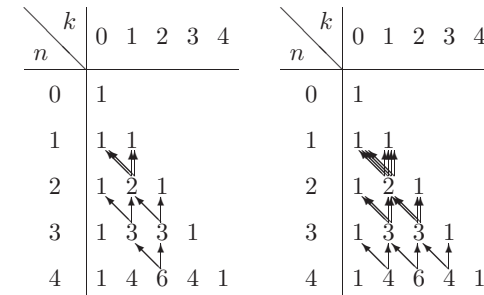 k k
n 0 1 2 3 4 n 0 1 2 3 4
0 1 0 1
1 1 1 1 1 1
2 1 2 1 2 1 2 1
3 1 3 3 1 3 1 3 3 1
4 1 4 6 4 1 4 1 4 6 4 1